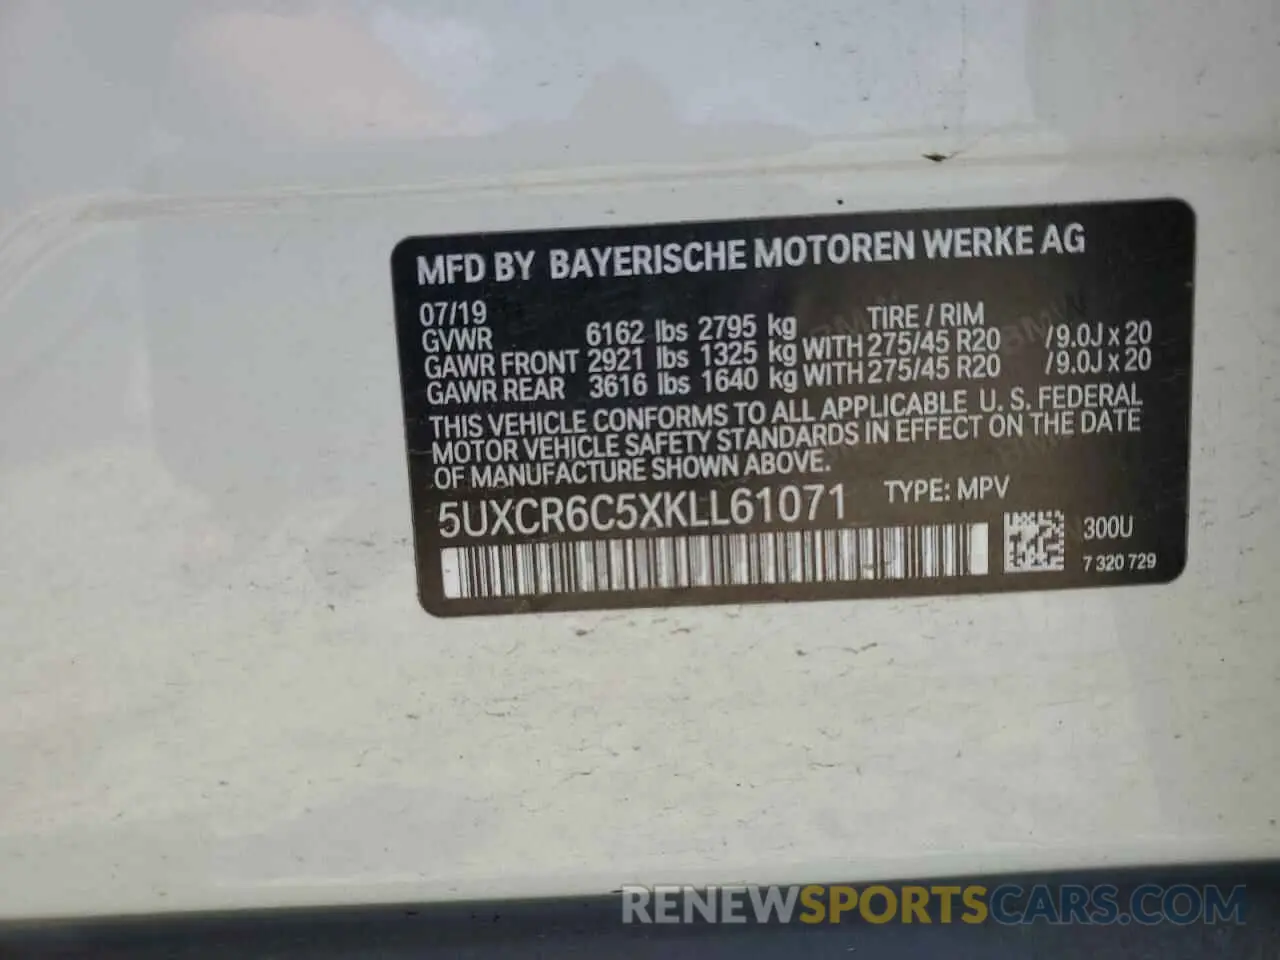 MFD BY BAYERISCHE MOTOREN WERKE AG
07/19 TIRE / RIM
GVWR 6162 lbs 2795 kg
GAWR FRONT 2921 lbs 1325 kg WITH 275/45 R20 /9.0J x 20
GAWR REAR 3616 lbs 1640 kg WITH 275/45 R20 /9.0J x 20
THIS VEHICLE CONFORMS TO ALL APPLICABLE U. S. FEDERAL
MOTOR VEHICLE SAFETY STANDARDS IN EFFECT ON THE DATE
OF MANUFACTURE SHOWN ABOVE.
5UXCR6C5XKLL61071 TYPE: MPV
300U
7 320 729
RENEWSPORTSCARS.COM